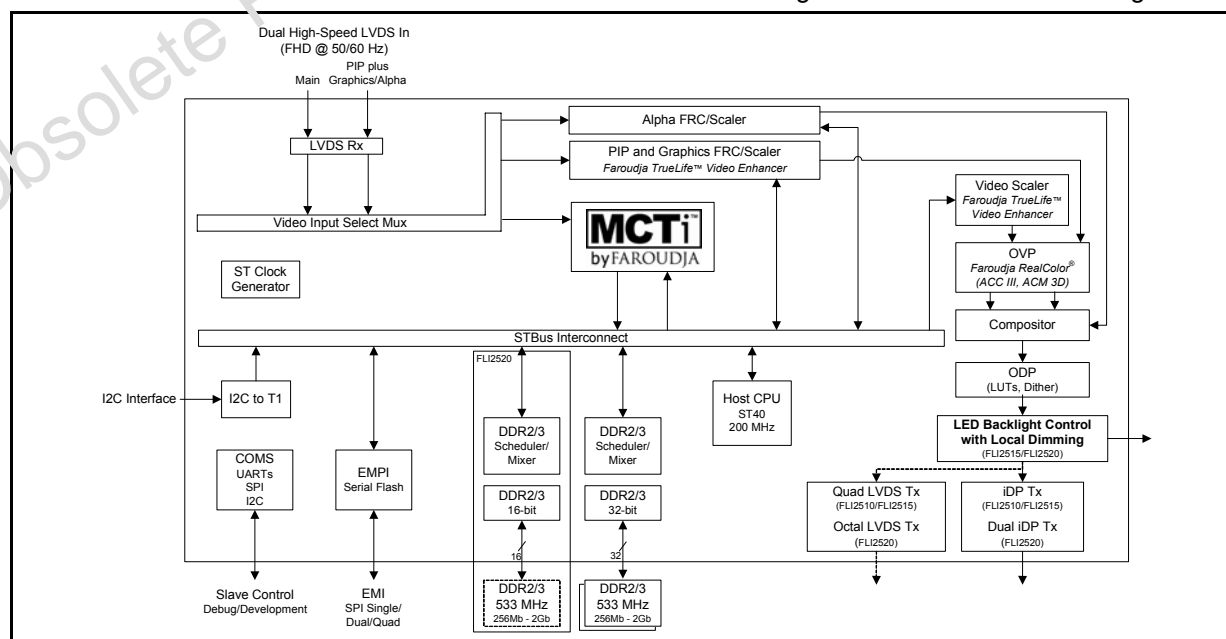 Dual High-Speed LVDS In
(FHD @ 50/60 Hz)
Main
PIP plus
Graphics/Alpha
LVDS Rx
Video Input Select Mux
ST Clock
Generator
Alpha FRC/Scaler
PIP and Graphics FRC/Scaler
Faroudja TrueLife™ Video Enhancer
MCTi™
byFAROUDJA
Video Scaler
Faroudja TrueLife™
Video Enhancer
OVP
Faroudja RealColor®
(ACC III, ACM 3D)
Compositor
ODP
(LUTs, Dither)
LED Backlight Control
with Local Dimming
(FLI2515/FLI2520)
STBus Interconnect
FLI2520
I2C Interface
I2C to T1
COMS
UARTs
SPI
I2C
EMPI
Serial Flash
DDR2/3
Scheduler/
Mixer
DDR2/3
Scheduler/
Mixer
Host CPU
ST40
200 MHz
DDR2/3
16-bit
DDR2/3
32-bit
Quad LVDS Tx
(FLI2510/FLI2515)
Octal LVDS Tx
(FLI2520)
iDP Tx
(FLI2510/FLI2515)
Dual iDP Tx
(FLI2520)
16
32
Slave Control
Debug/Development
EMI
SPI Single/
Dual/Quad
DDR2/3
533 MHz
256Mb - 2Gb
DDR2/3
533 MHz
256Mb - 2Gb
Obsolete